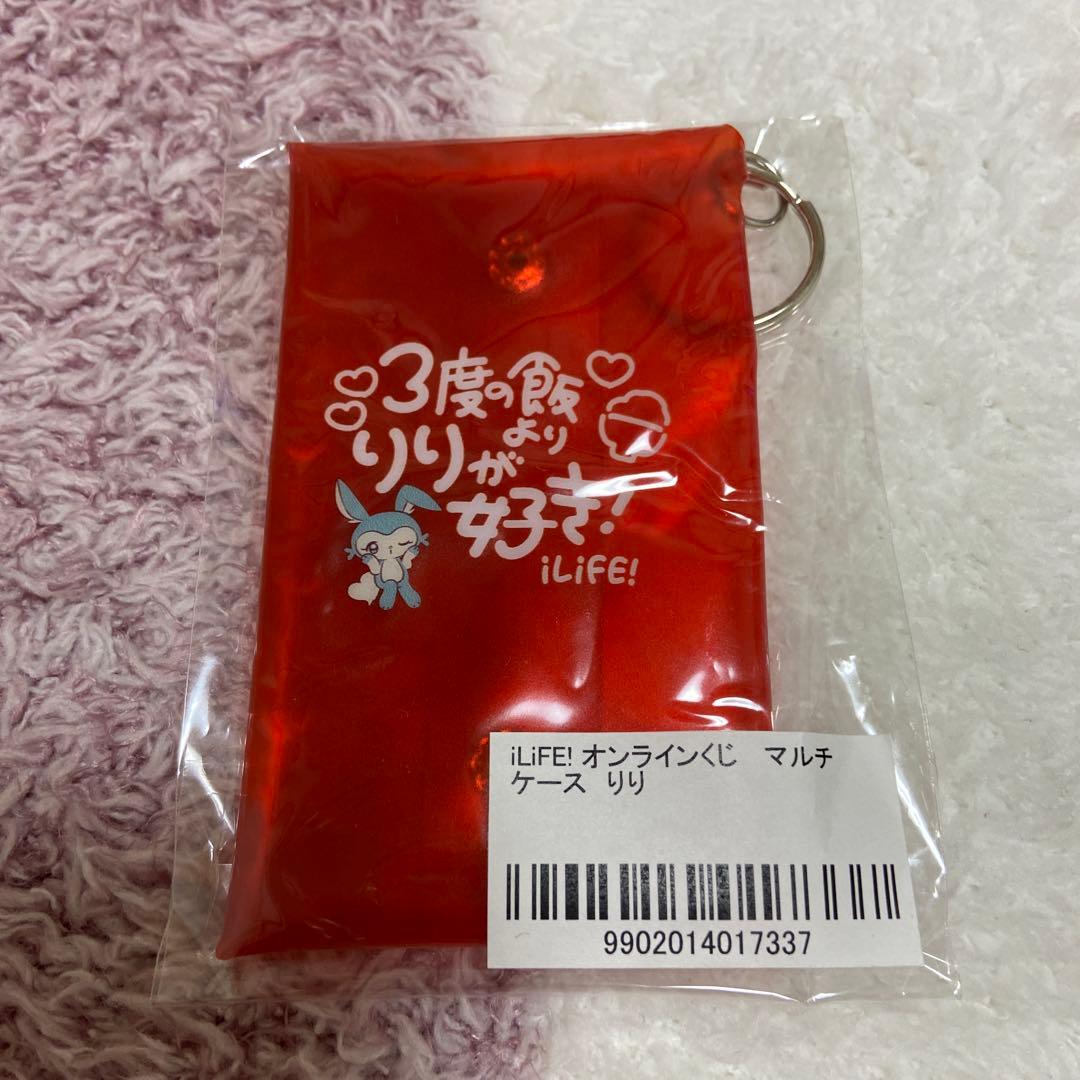 3度の飯
より
りりが
好き!
iLiFE!
iLiFE! オンラインくじ　マルチ
ケース　りり
9902014017337